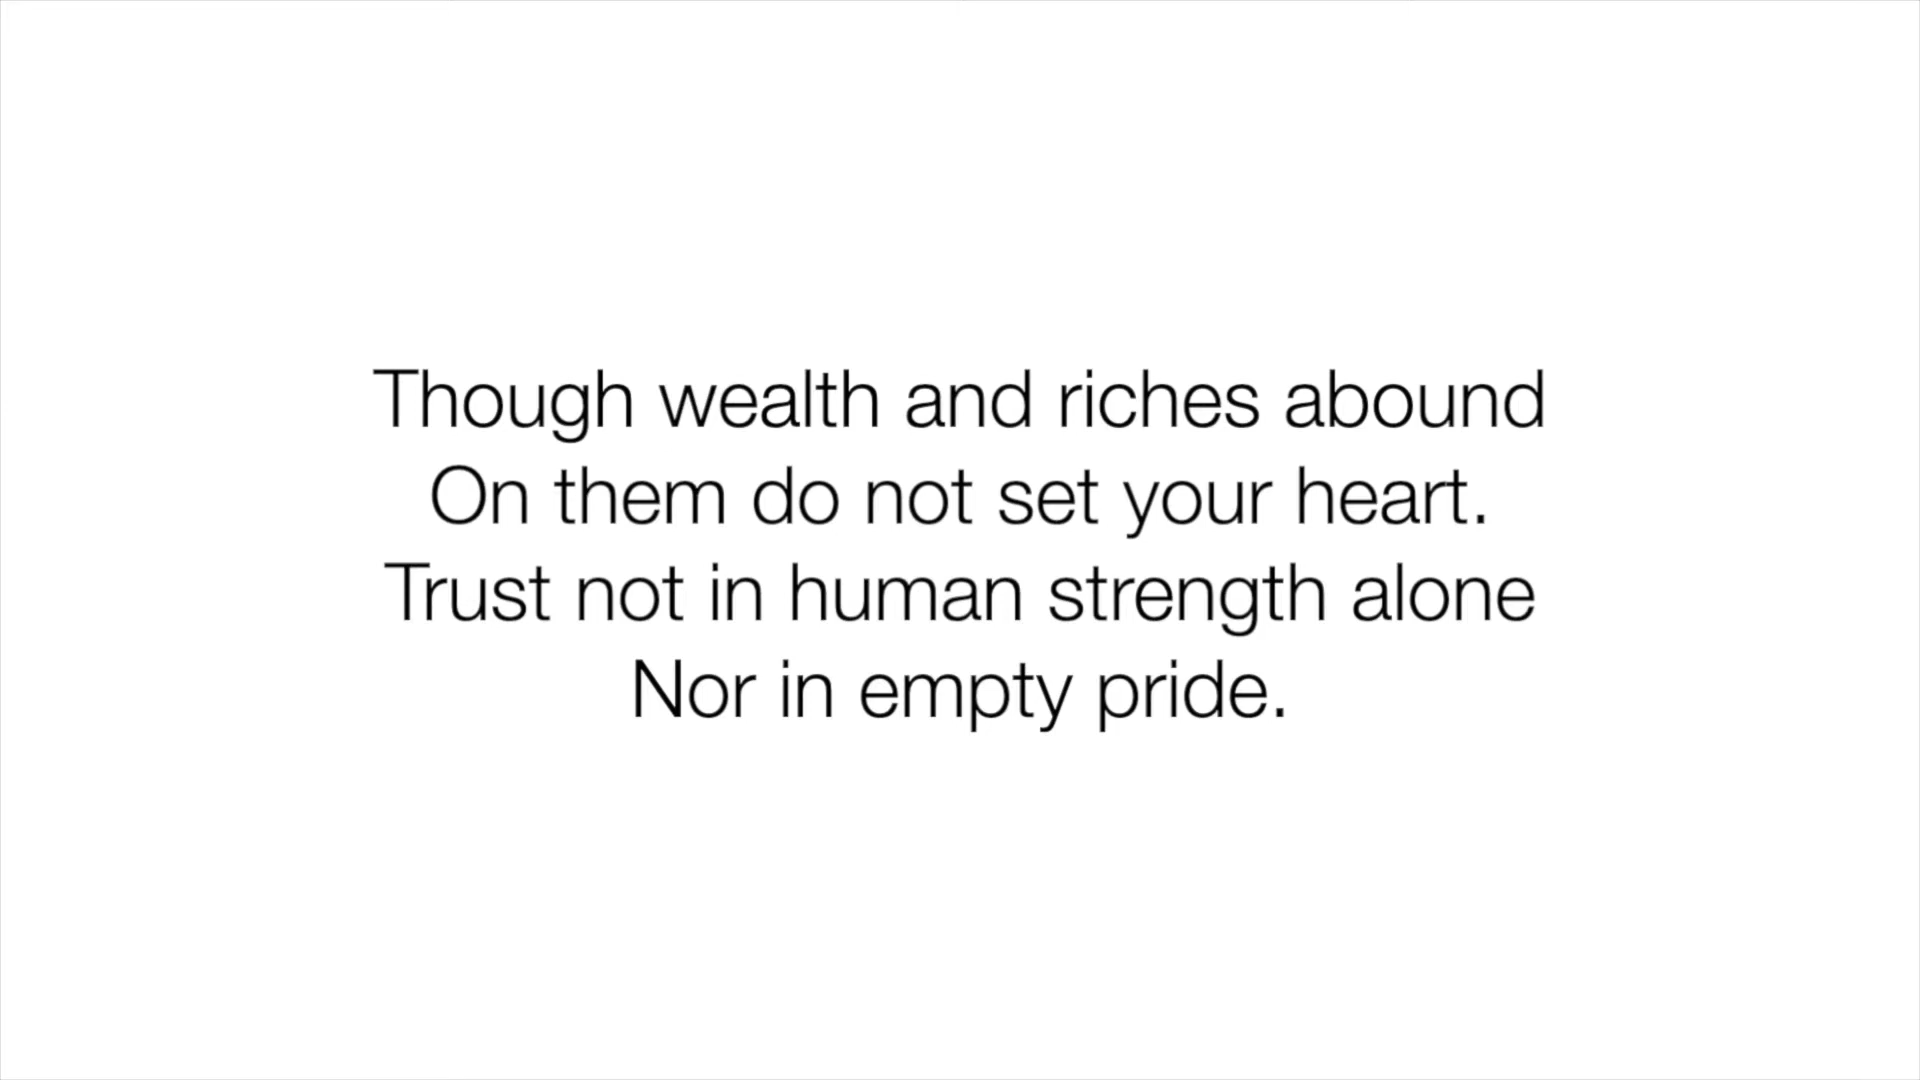 Though wealth and riches abound
On them do not set your heart.
Trust not in human strength alone
Nor in empty pride.